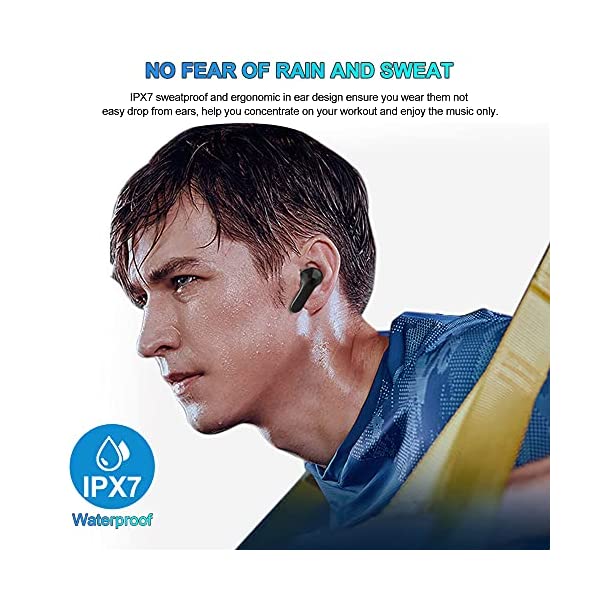 NO FEAR OF RAIN AND SWEAT
IPX7 sweatproof and ergonomic in ear design ensure you wear them not
easy drop from ears, help you concentrate on your workout and enjoy the music only.
IPX7
Waterproof